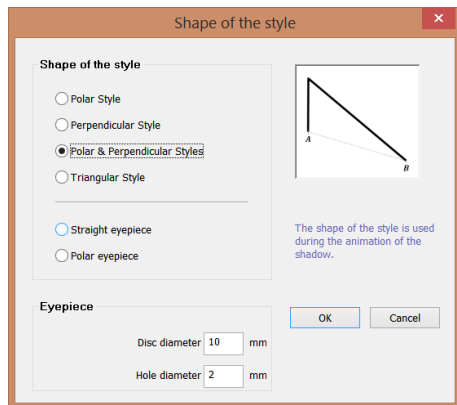 Shape of the style
x
Shape of the style
Polar Style
Perpendicular Style
Polar & Perpendicular Styles
Triangular Style
Straight eyepiece
Polar eyepiece
A
B
The shape of the style is used
during the animation of the
shadow.
Eyepiece
Disc diameter 10 mm
Hole diameter 2 mm
OK Cancel